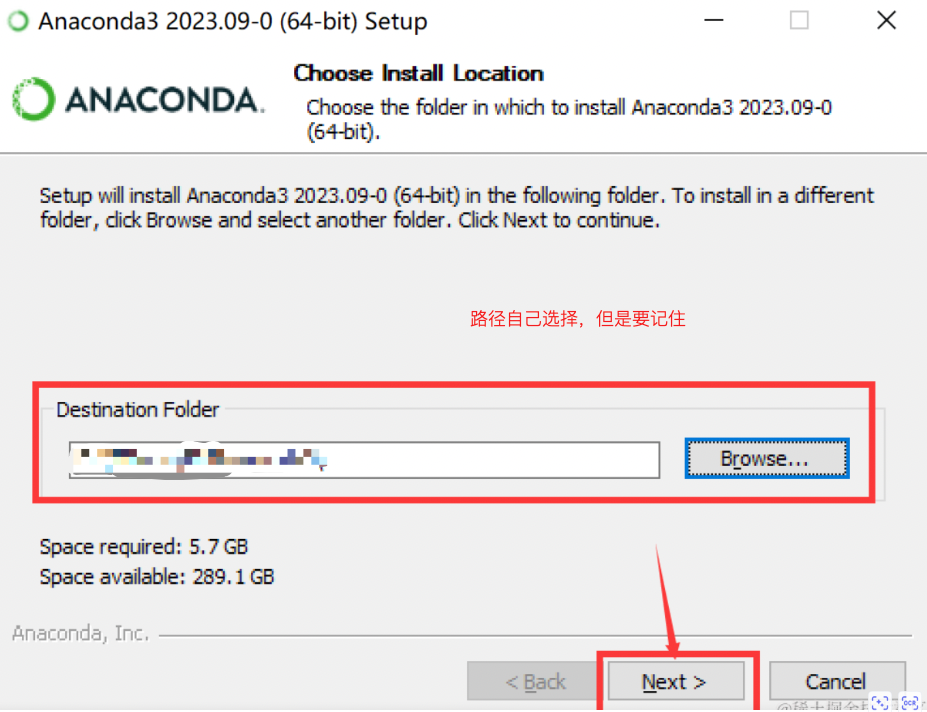 Anaconda3 2023.09-0 (64-bit) Setup
ANACONDA.
Choose Install Location
Choose the folder in which to install Anaconda3 2023.09-0
(64-bit).
Setup will install Anaconda3 2023.09-0 (64-bit) in the following folder. To install in a different
folder, click Browse and select another folder. Click Next to continue.
路径自己选择，但是要记住
Destination Folder
Browse...
Space required: 5.7 GB
Space available: 289.1 GB
Anaconda, Inc.
< Back
Next >
Cancel